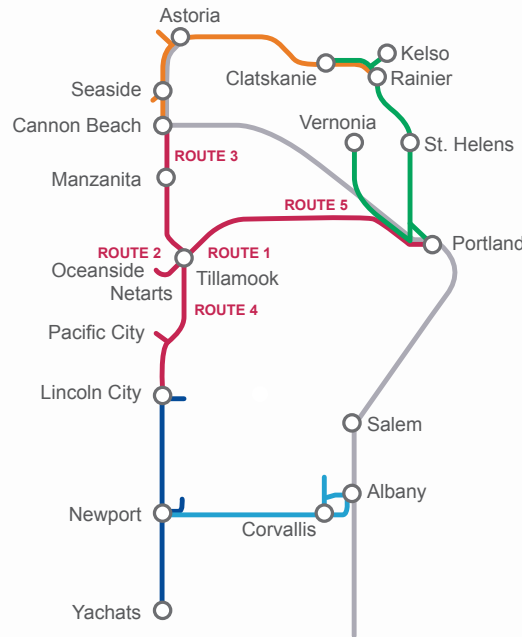 Astoria
Kelso
Clatskanie
Rainier
Seaside
Cannon Beach
Vernonia
St. Helens
ROUTE 3
Manzanita
ROUTE 5
Portland
ROUTE 2
ROUTE 1
Oceanside
Netarts
Tillamook
ROUTE 4
Pacific City
Lincoln City
Salem
Albany
Newport
Corvallis
Yachats